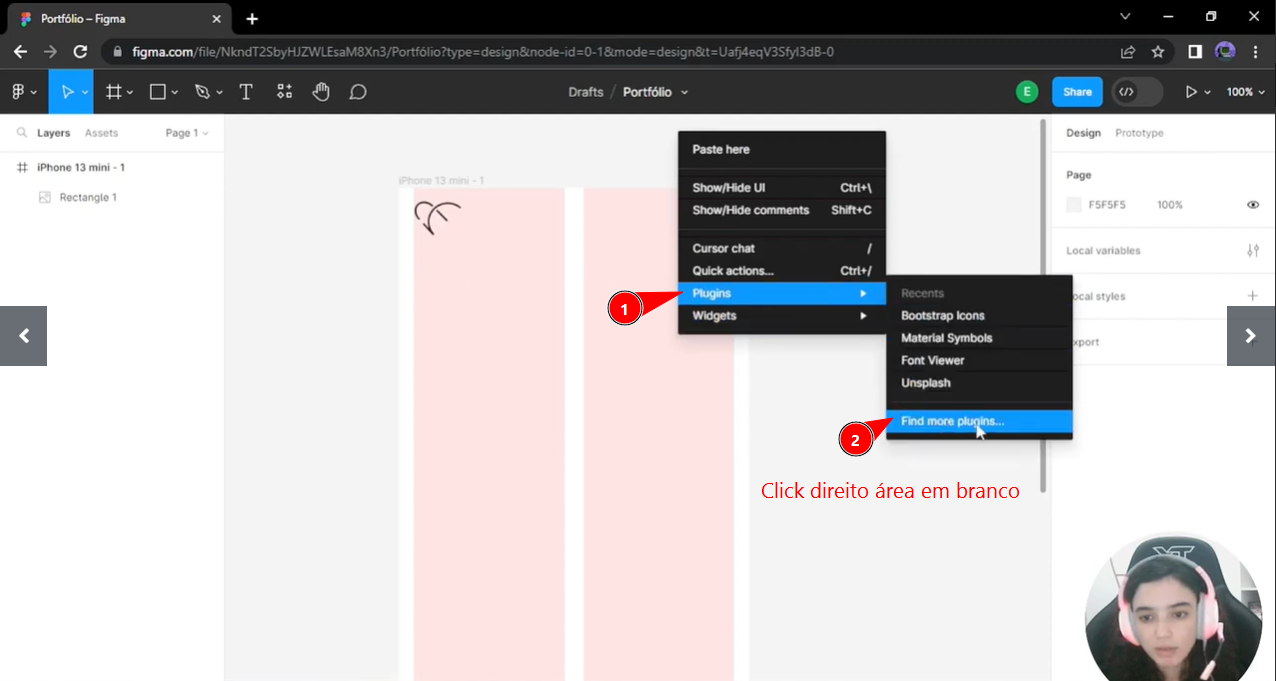 Portfólio – Figma
figma.com/file/NkndT2SbyHJZWLEsaM8Xn3/Portfólio?type=design&node-id=0-1&mode=design&t=Uafj4eqV3SfyI3dB-0
Drafts / Portfólio
E
Share
100%
Layers
Assets
Page 1
iPhone 13 mini - 1
Rectangle 1
iPhone 13 mini - 1
Paste here
Show/Hide UI Ctrl+\
Show/Hide comments Shift+C
Cursor chat /
Quick actions... Ctrl+/
Plugins
Widgets
1
Recents
Bootstrap Icons
Material Symbols
Font Viewer
Unsplash
Find more plugins...
2
Click direito área em branco
Design
Prototype
Page
F5F5F5 100%
Local variables
ocal styles
xport